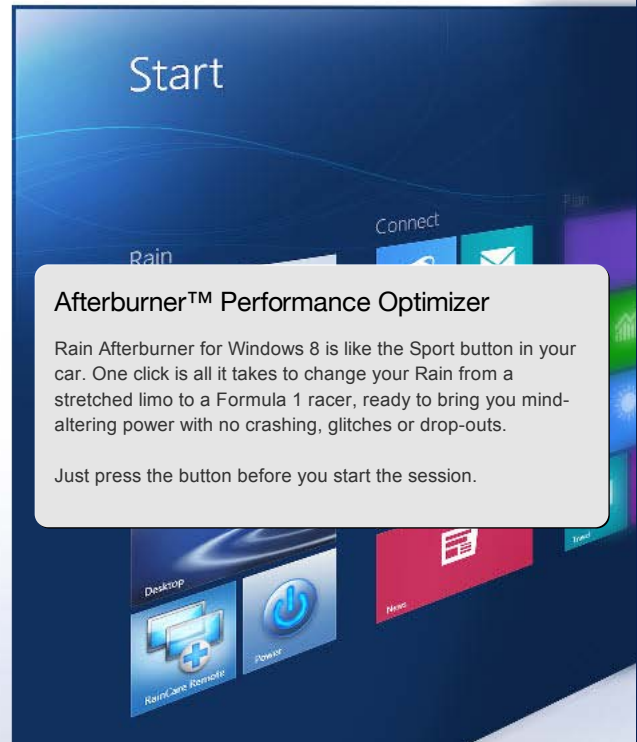 Start
Connect
Plan
Rain
Afterburner™ Performance Optimizer
Rain Afterburner for Windows 8 is like the Sport button in your
car. One click is all it takes to change your Rain from a
stretched limo to a Formula 1 racer, ready to bring you mind-
altering power with no crashing, glitches or drop-outs.
Just press the button before you start the session.
Desktop
Travel
News
Power
RainCare Remote